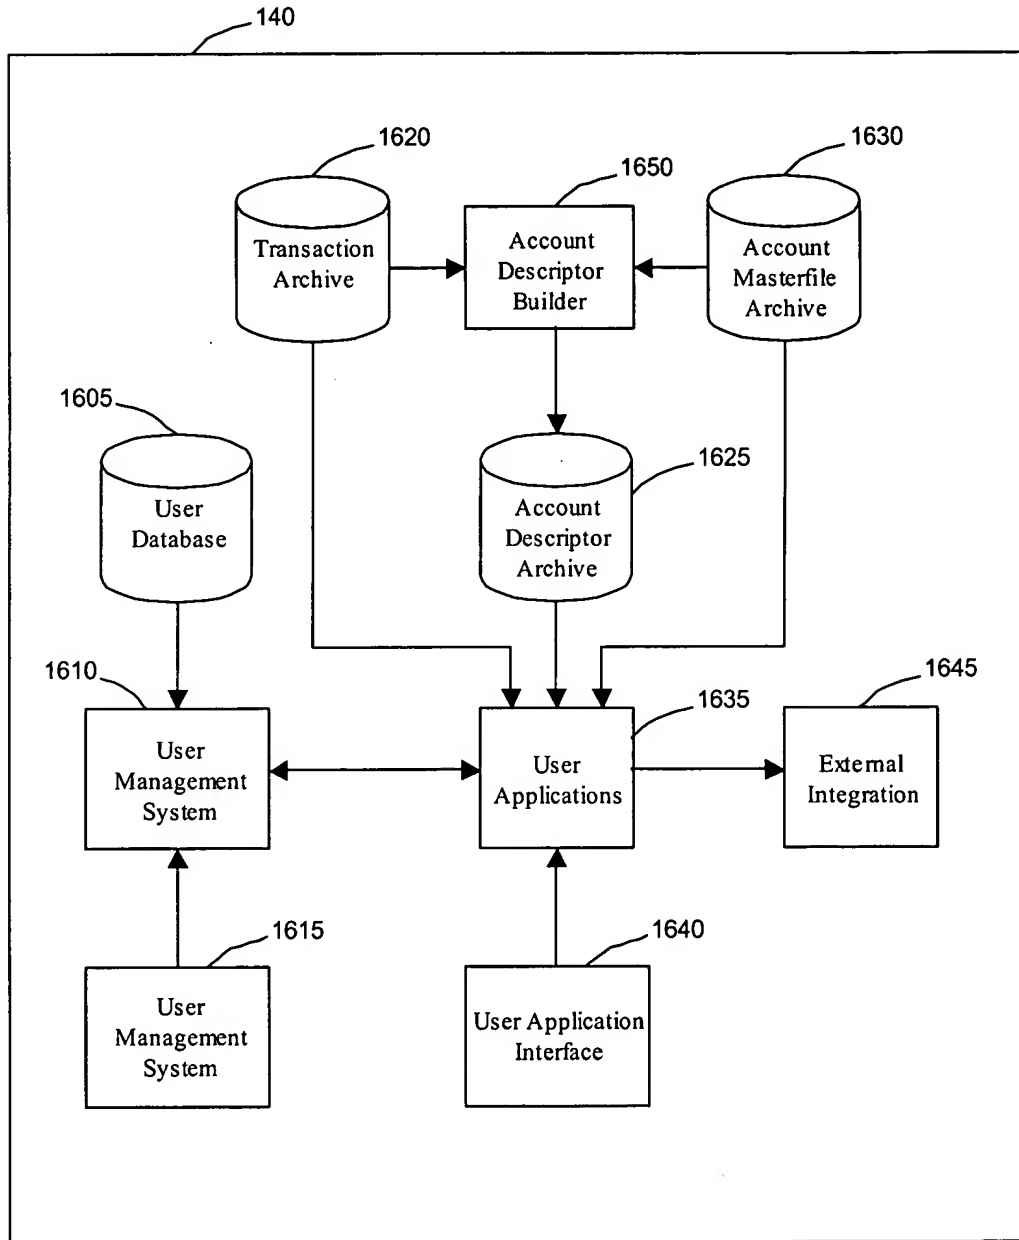 140
1620
1650
1630
Transaction
Archive
Account
Descriptor
Builder
Account
Masterfile
Archive
1605
1625
User
Database
Account
Descriptor
Archive
1610
1635
1645
User
Management
System
User
Applications
External
Integration
1615
1640
User
Management
System
User Application
Interface